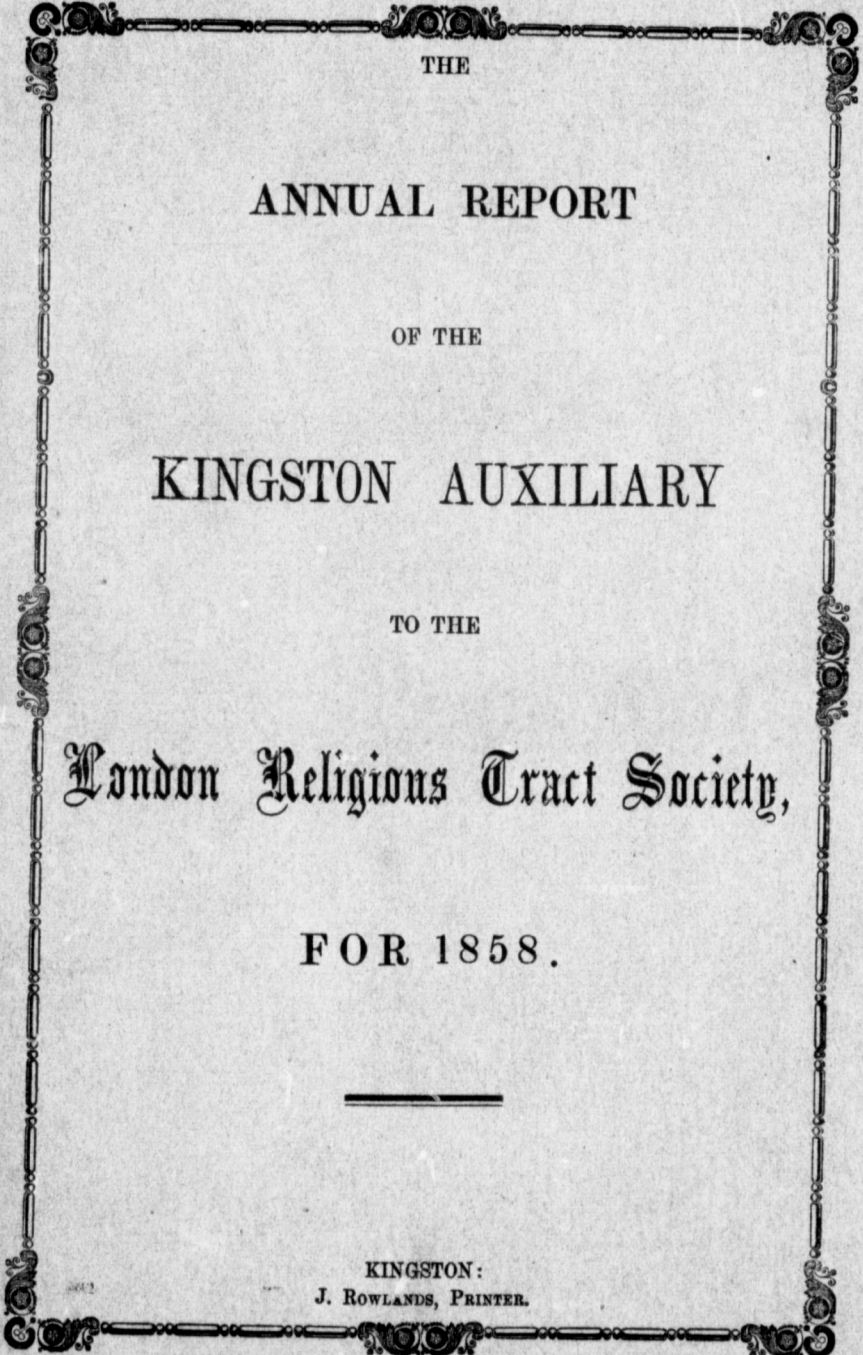 THE
ANNUAL REPORT
OF THE
KINGSTON AUXILIARY
TO THE
London Religious Tract Society,
FOR 1858.
KINGSTON:
J. ROWLANDS, PRINTER.